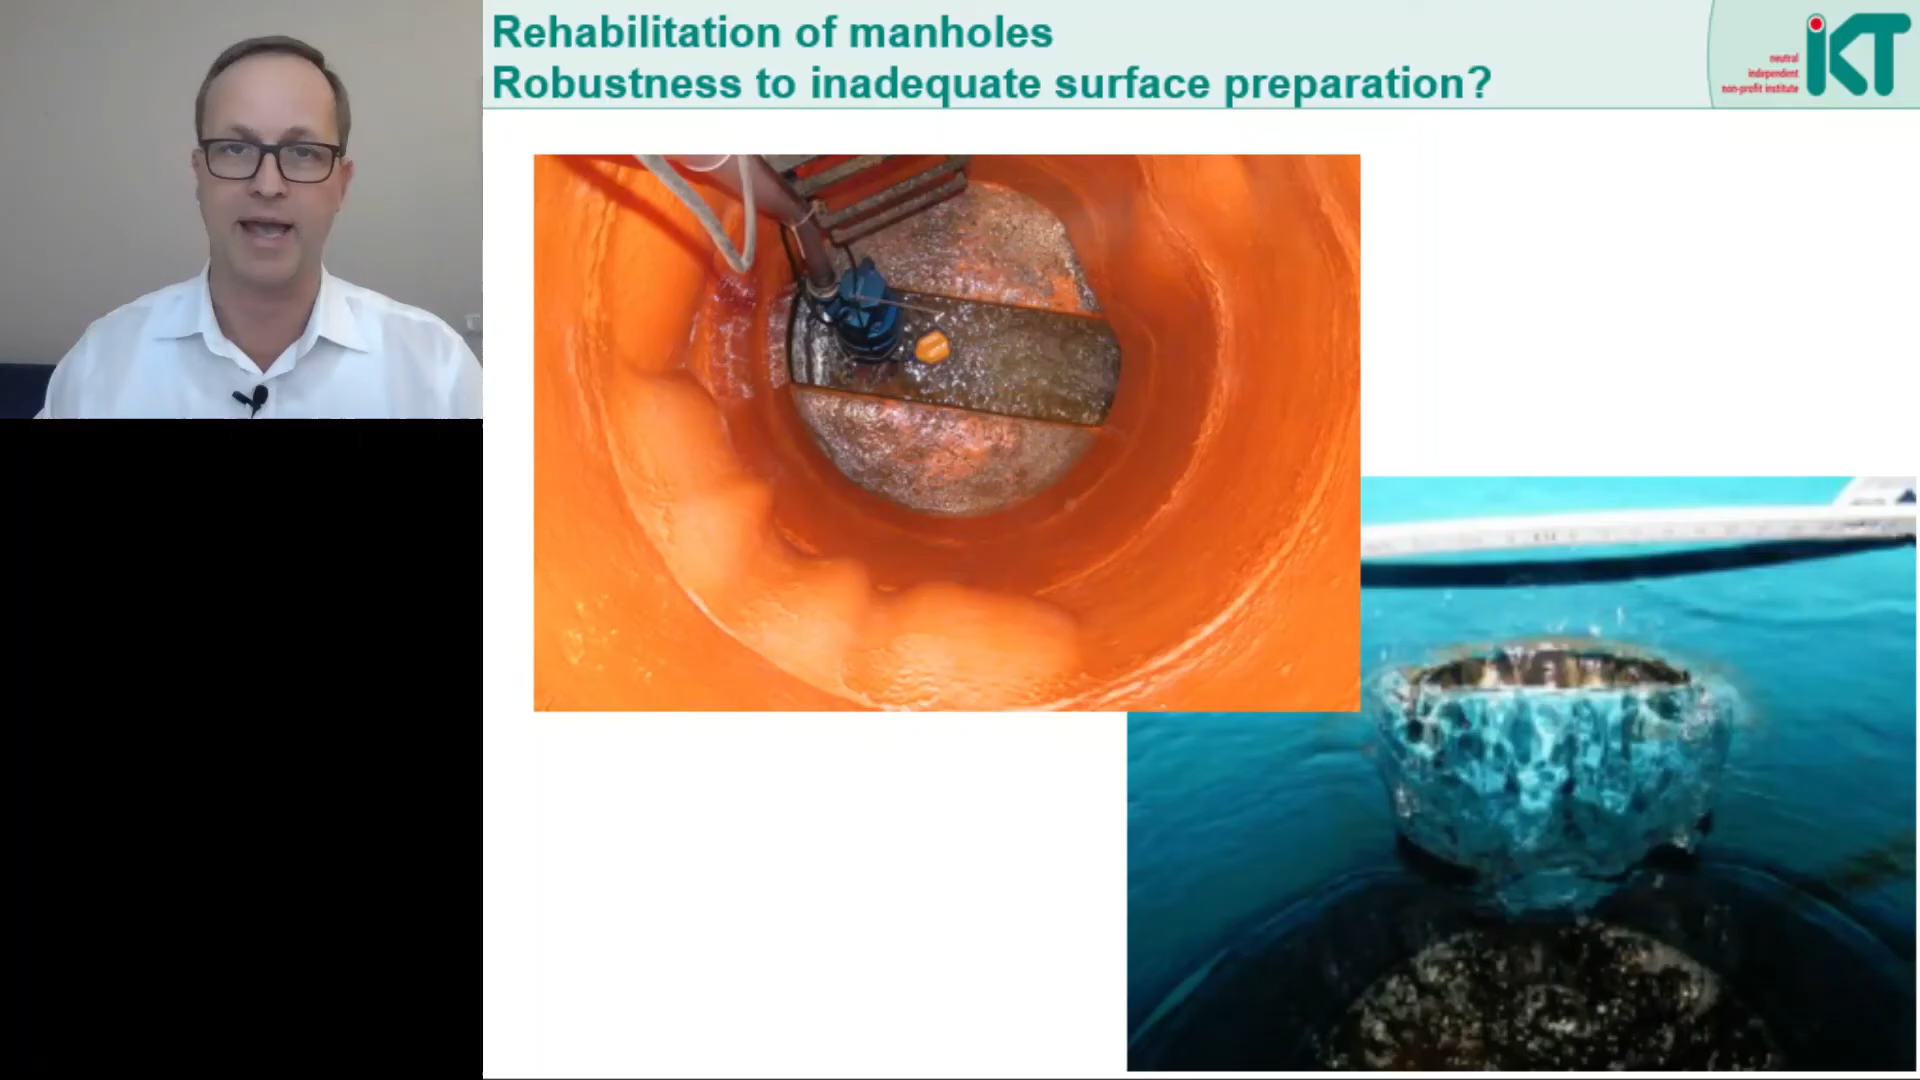 Rehabilitation of manholes
Robustness to inadequate surface preparation?
neutral
independent
non-profit institute
iKT